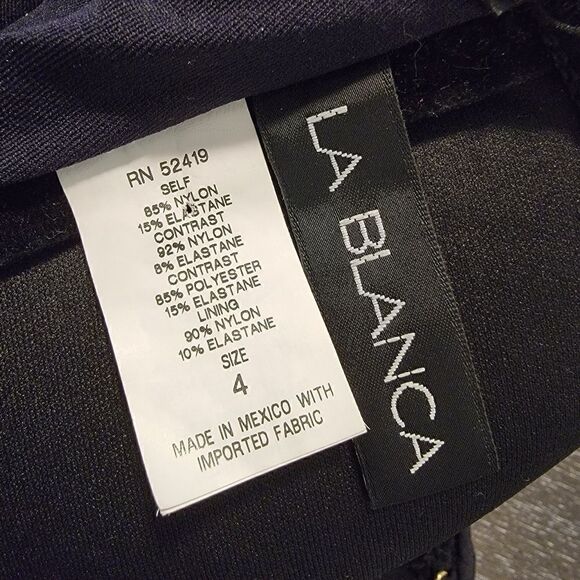 RN 52419
SELF
85% NYLON
15% ELASTANE
CONTRAST
92% NYLON
8% ELASTANE
CONTRAST
85% POLYESTER
15% ELASTANE
LINING
90% NYLON
10% ELASTANE
SIZE
4
MADE IN MEXICO WITH
IMPORTED FABRIC
LA BLANCA